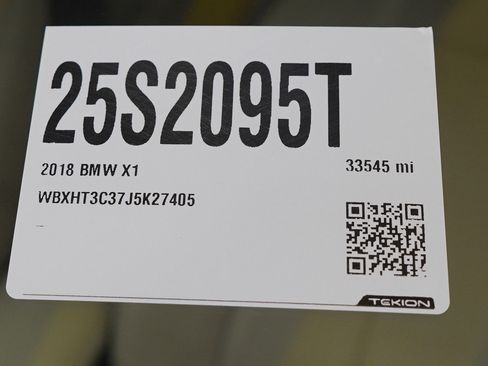 25S2095T
2018 BMW X1 33545 mi
WBXHT3C37J5K27405
TEKION